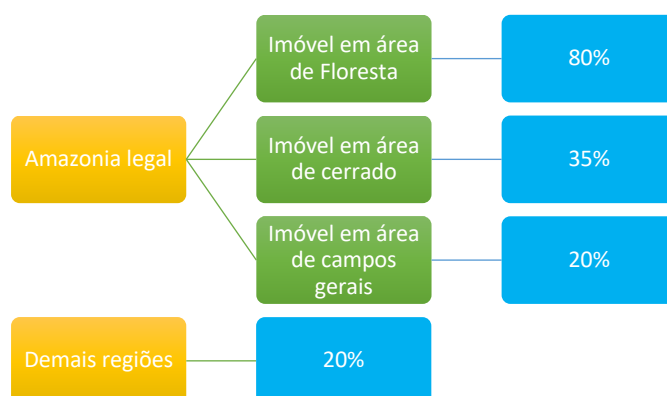 Imóvel em área
de Floresta
80%
Amazonia legal
Imóvel em área
de cerrado
35%
Imóvel em área
de campos
gerais
20%
Demais regiões
20%